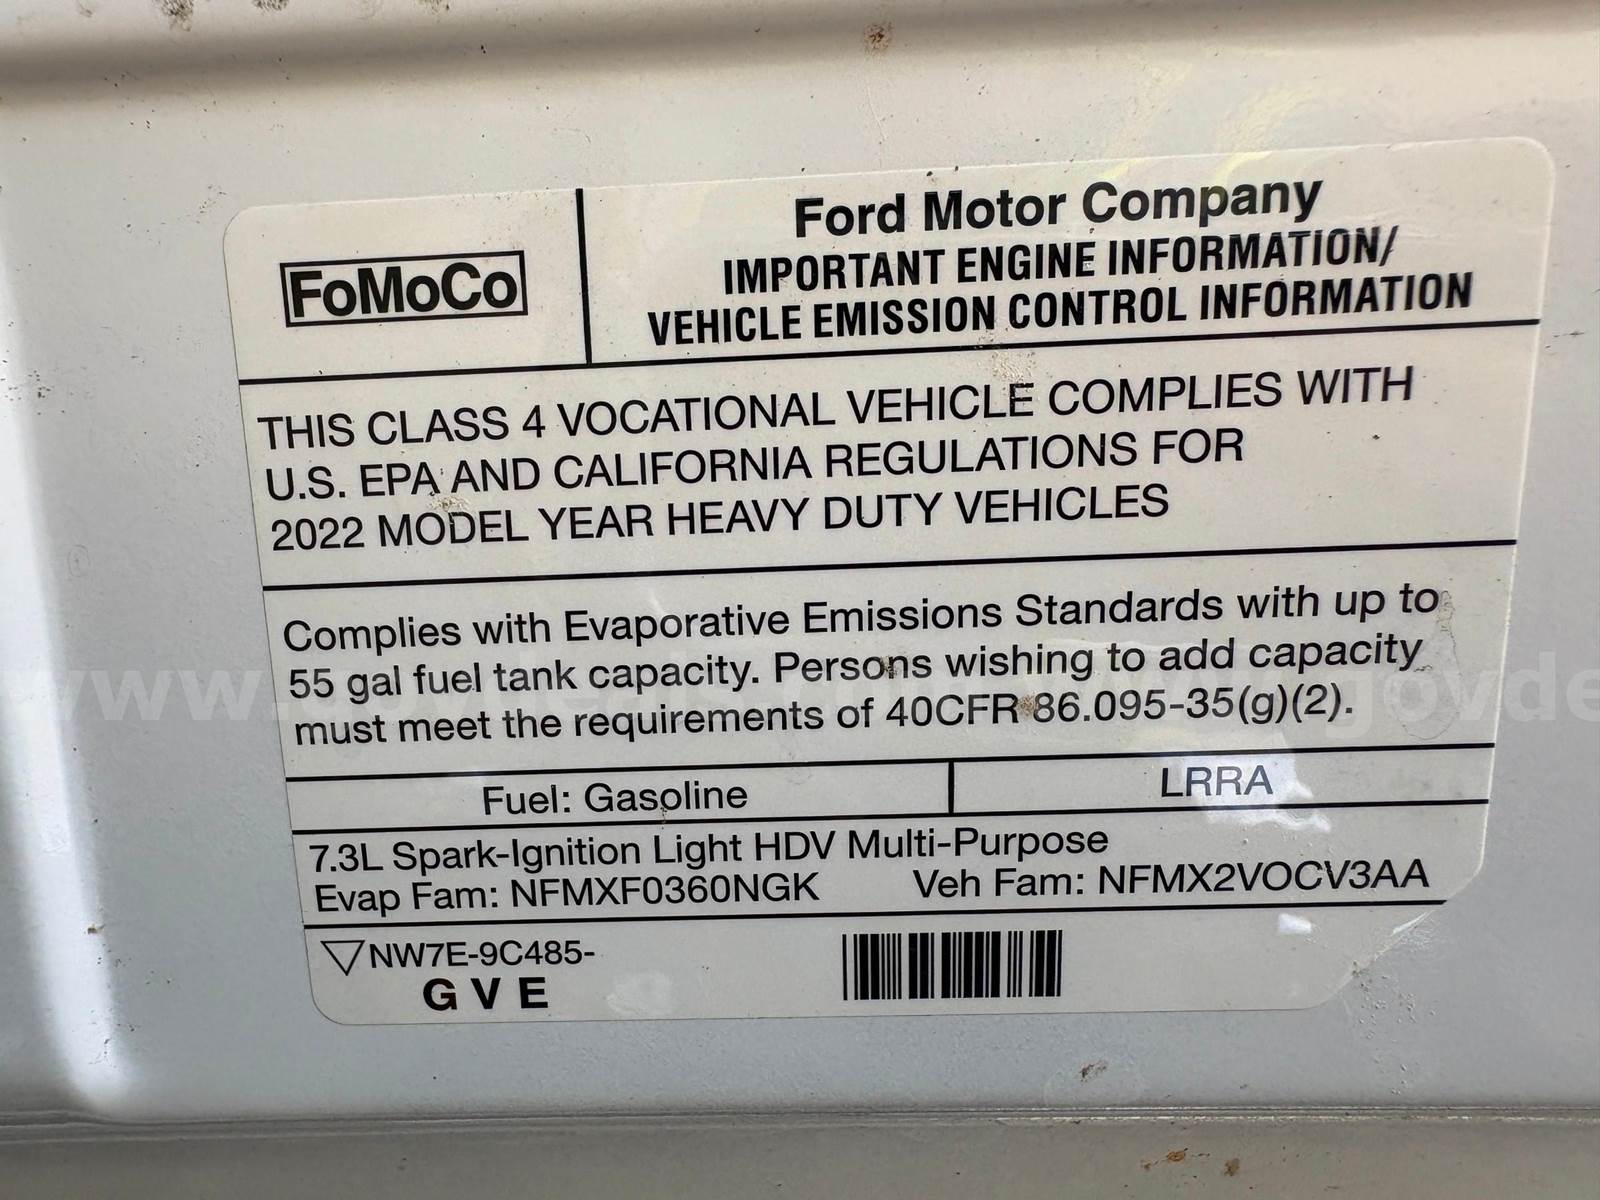 FoMoCo
Ford Motor Company
IMPORTANT ENGINE INFORMATION/
VEHICLE EMISSION CONTROL INFORMATION
THIS CLASS 4 VOCATIONAL VEHICLE COMPLIES WITH
U.S. EPA AND CALIFORNIA REGULATIONS FOR
2022 MODEL YEAR HEAVY DUTY VEHICLES
Complies with Evaporative Emissions Standards with up to
55 gal fuel tank capacity. Persons wishing to add capacity
must meet the requirements of 40CFR 86.095-35(g)(2).
Fuel: Gasoline
LRRA
7.3L Spark-Ignition Light HDV Multi-Purpose
Evap Fam: NFMXF0360NGK
Veh Fam: NFMX2VOCV3AA
NW7E-9C485-
G V E